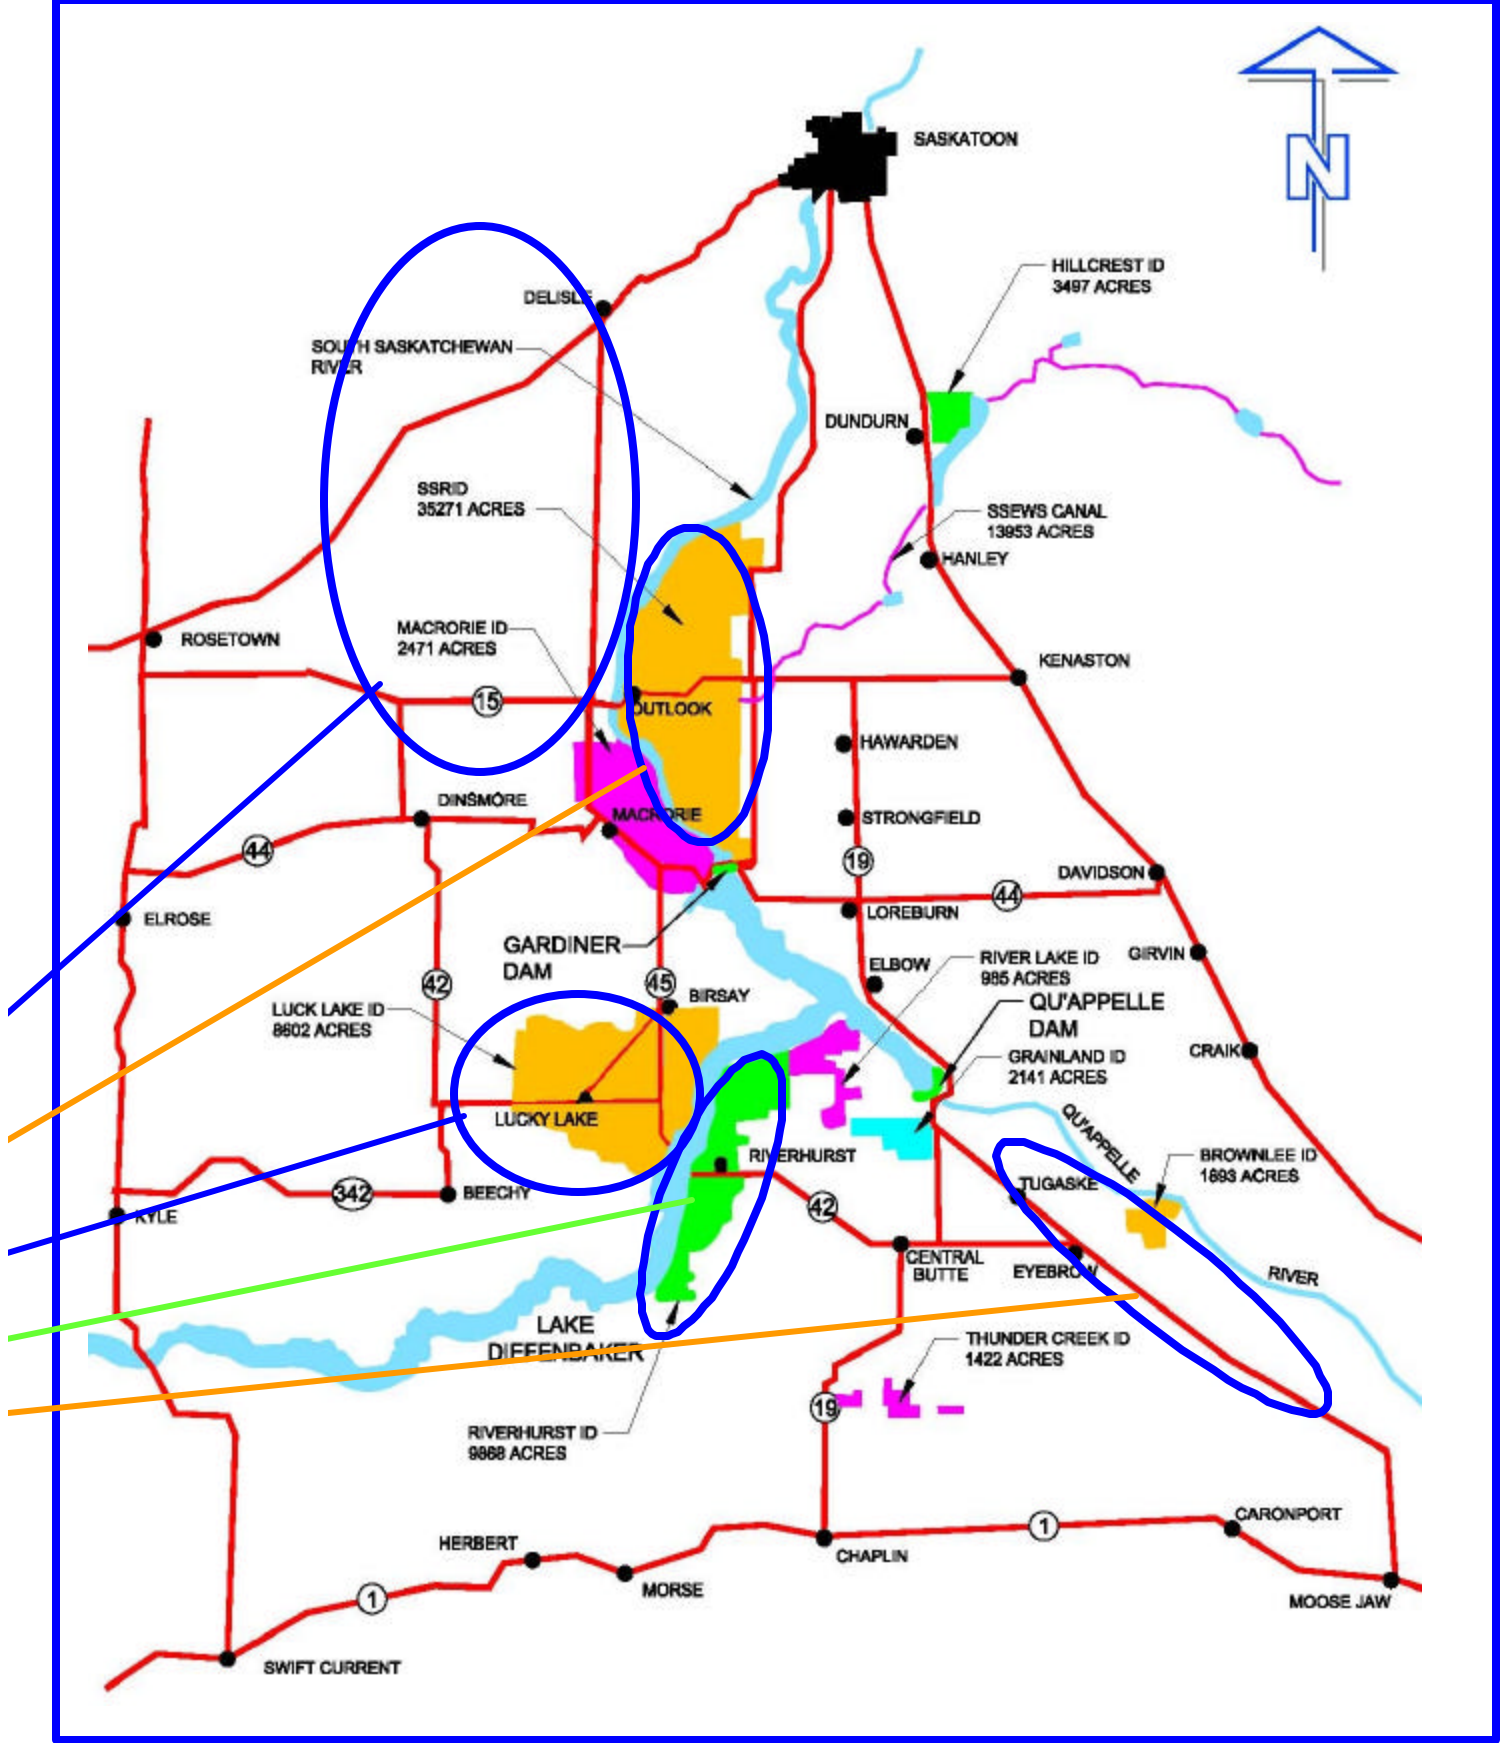 SASKATOON
N
HILLCREST ID
3497 ACRES
DELISLE
SOUTH SASKATCHEWAN
RIVER
DUNDURN
SSRID
35271 ACRES
SSEWS CANAL
13953 ACRES
HANLEY
MACRORIE ID
2471 ACRES
ROSETOWN
KENASTON
15
OUTLOOK
HAWARDEN
DINSMORE
MACRORIE
STRONGFIELD
44
19
DAVIDSON
44
ELROSE
LOREBURN
GARDINER
DAM
GIRVIN
ELBOW
RIVER LAKE ID
985 ACRES
42
45
BIRSAY
LUCK LAKE ID
8602 ACRES
QU'APPELLE
DAM
CRAIK
GRAINLAND ID
2141 ACRES
LUCKY LAKE
QU'APPELLE
RIVERHURST
BROWNLEE ID
1893 ACRES
TUGASKE
342
BEECHY
42
KYLE
CENTRAL
BUTTE
EYEBROW
RIVER
LAKE
DIEFENBAKER
THUNDER CREEK ID
1422 ACRES
19
RIVERHURST ID
9868 ACRES
CARONPORT
1
HERBERT
CHAPLIN
MORSE
1
MOOSE JAW
SWIFT CURRENT